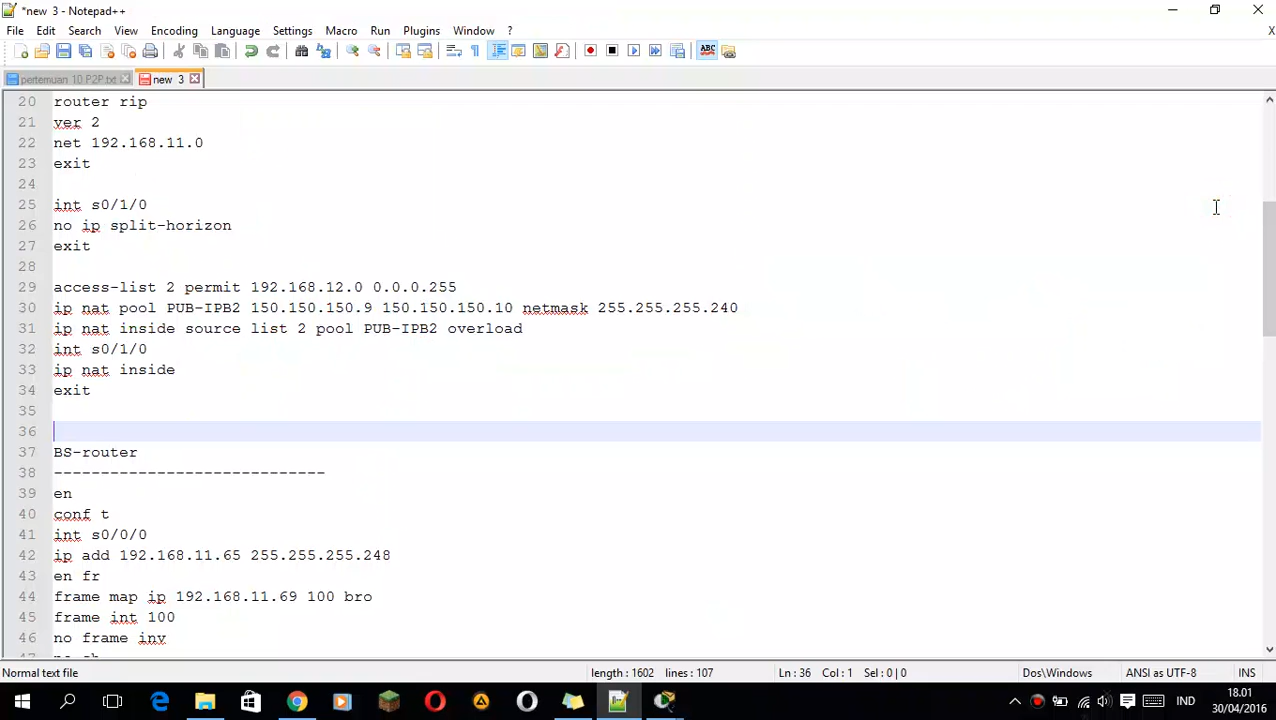 *new 3 - Notepad++
File Edit Search View Encoding Language Settings Macro Run Plugins Window ?
X
ABC
pertemuan 10 P2P.txt new 3
20 router rip
21 ver 2
22 net 192.168.11.0
23 exit
24
25 int s0/1/0
26 no ip split-horizon
27 exit
28
29 access-list 2 permit 192.168.12.0 0.0.0.255
30 ip nat pool PUB-IPB2 150.150.150.9 150.150.150.10 netmask 255.255.255.240
31 ip nat inside source list 2 pool PUB-IPB2 overload
32 int s0/1/0
33 ip nat inside
34 exit
35
36
37 BS-router
38 -----------------------------
39 en
40 conf t
41 int s0/0/0
42 ip add 192.168.11.65 255.255.255.248
43 en fr
44 frame map ip 192.168.11.69 100 bro
45 frame int 100
46 no frame inv
Normal text file length : 1602 lines : 107 Ln : 36 Col : 1 Sel : 0 | 0 Dos\Windows ANSI as UTF-8 INS
IND
18.01
30/04/2016